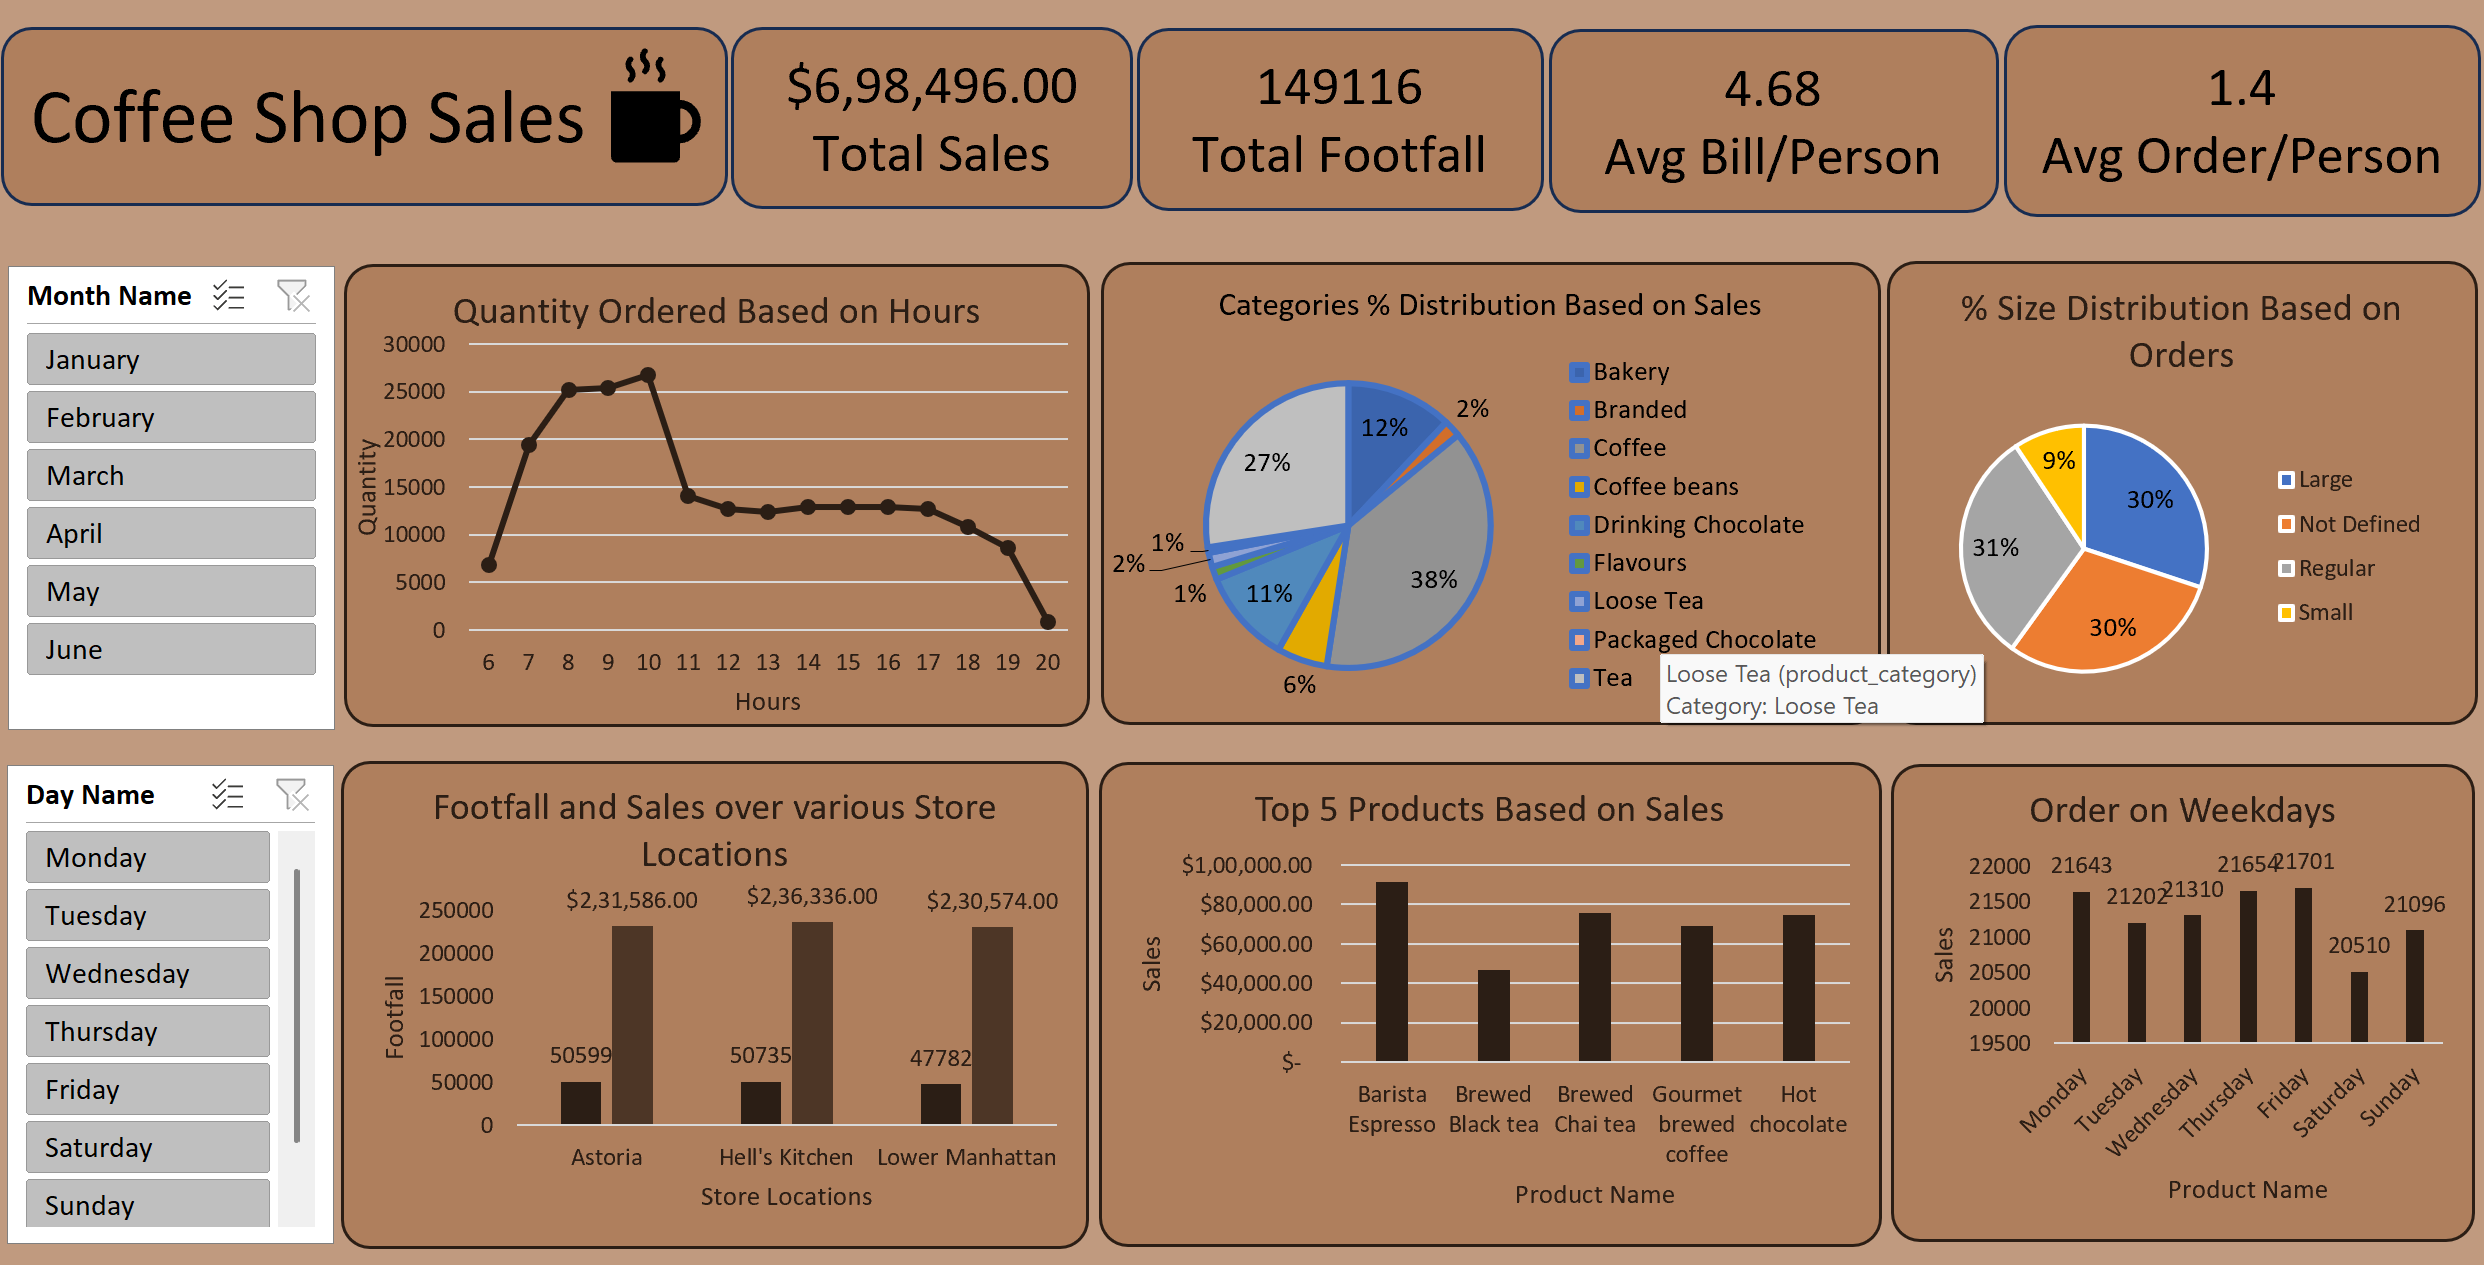 Coffee Shop Sales
$6,98,496.00
Total Sales
149116
Total Footfall
4.68
Avg Bill/Person
1.4
Avg Order/Person
Month Name
January
February
March
April
May
June
Quantity Ordered Based on Hours
30000
25000
20000
15000
10000
5000
0
Quantity
6 7 8 9 10 11 12 13 14 15 16 17 18 19 20
Hours
Categories % Distribution Based on Sales
12%
2%
38%
6%
11%
1%
2%
1%
27%
Bakery
Branded
Coffee
Coffee beans
Drinking Chocolate
Flavours
Loose Tea
Packaged Chocolate
Tea
Loose Tea (product_category)
Category: Loose Tea
% Size Distribution Based on
Orders
30%
30%
31%
9%
Large
Not Defined
Regular
Small
Day Name
Monday
Tuesday
Wednesday
Thursday
Friday
Saturday
Sunday
Footfall and Sales over various Store
Locations
250000
200000
150000
100000
50000
0
Footfall
$2,31,586.00
$2,36,336.00
$2,30,574.00
50599
50735
47782
Astoria
Hell's Kitchen
Lower Manhattan
Store Locations
Top 5 Products Based on Sales
$1,00,000.00
$80,000.00
$60,000.00
$40,000.00
$20,000.00
$-
Sales
Barista
Espresso
Brewed
Black tea
Brewed
Chai tea
Gourmet
brewed
coffee
Hot
chocolate
Product Name
Order on Weekdays
22000
21500
21000
20500
20000
19500
Sales
21643
21202
21310
21654
21701
20510
21096
Monday
Tuesday
Wednesday
Thursday
Friday
Saturday
Sunday
Product Name